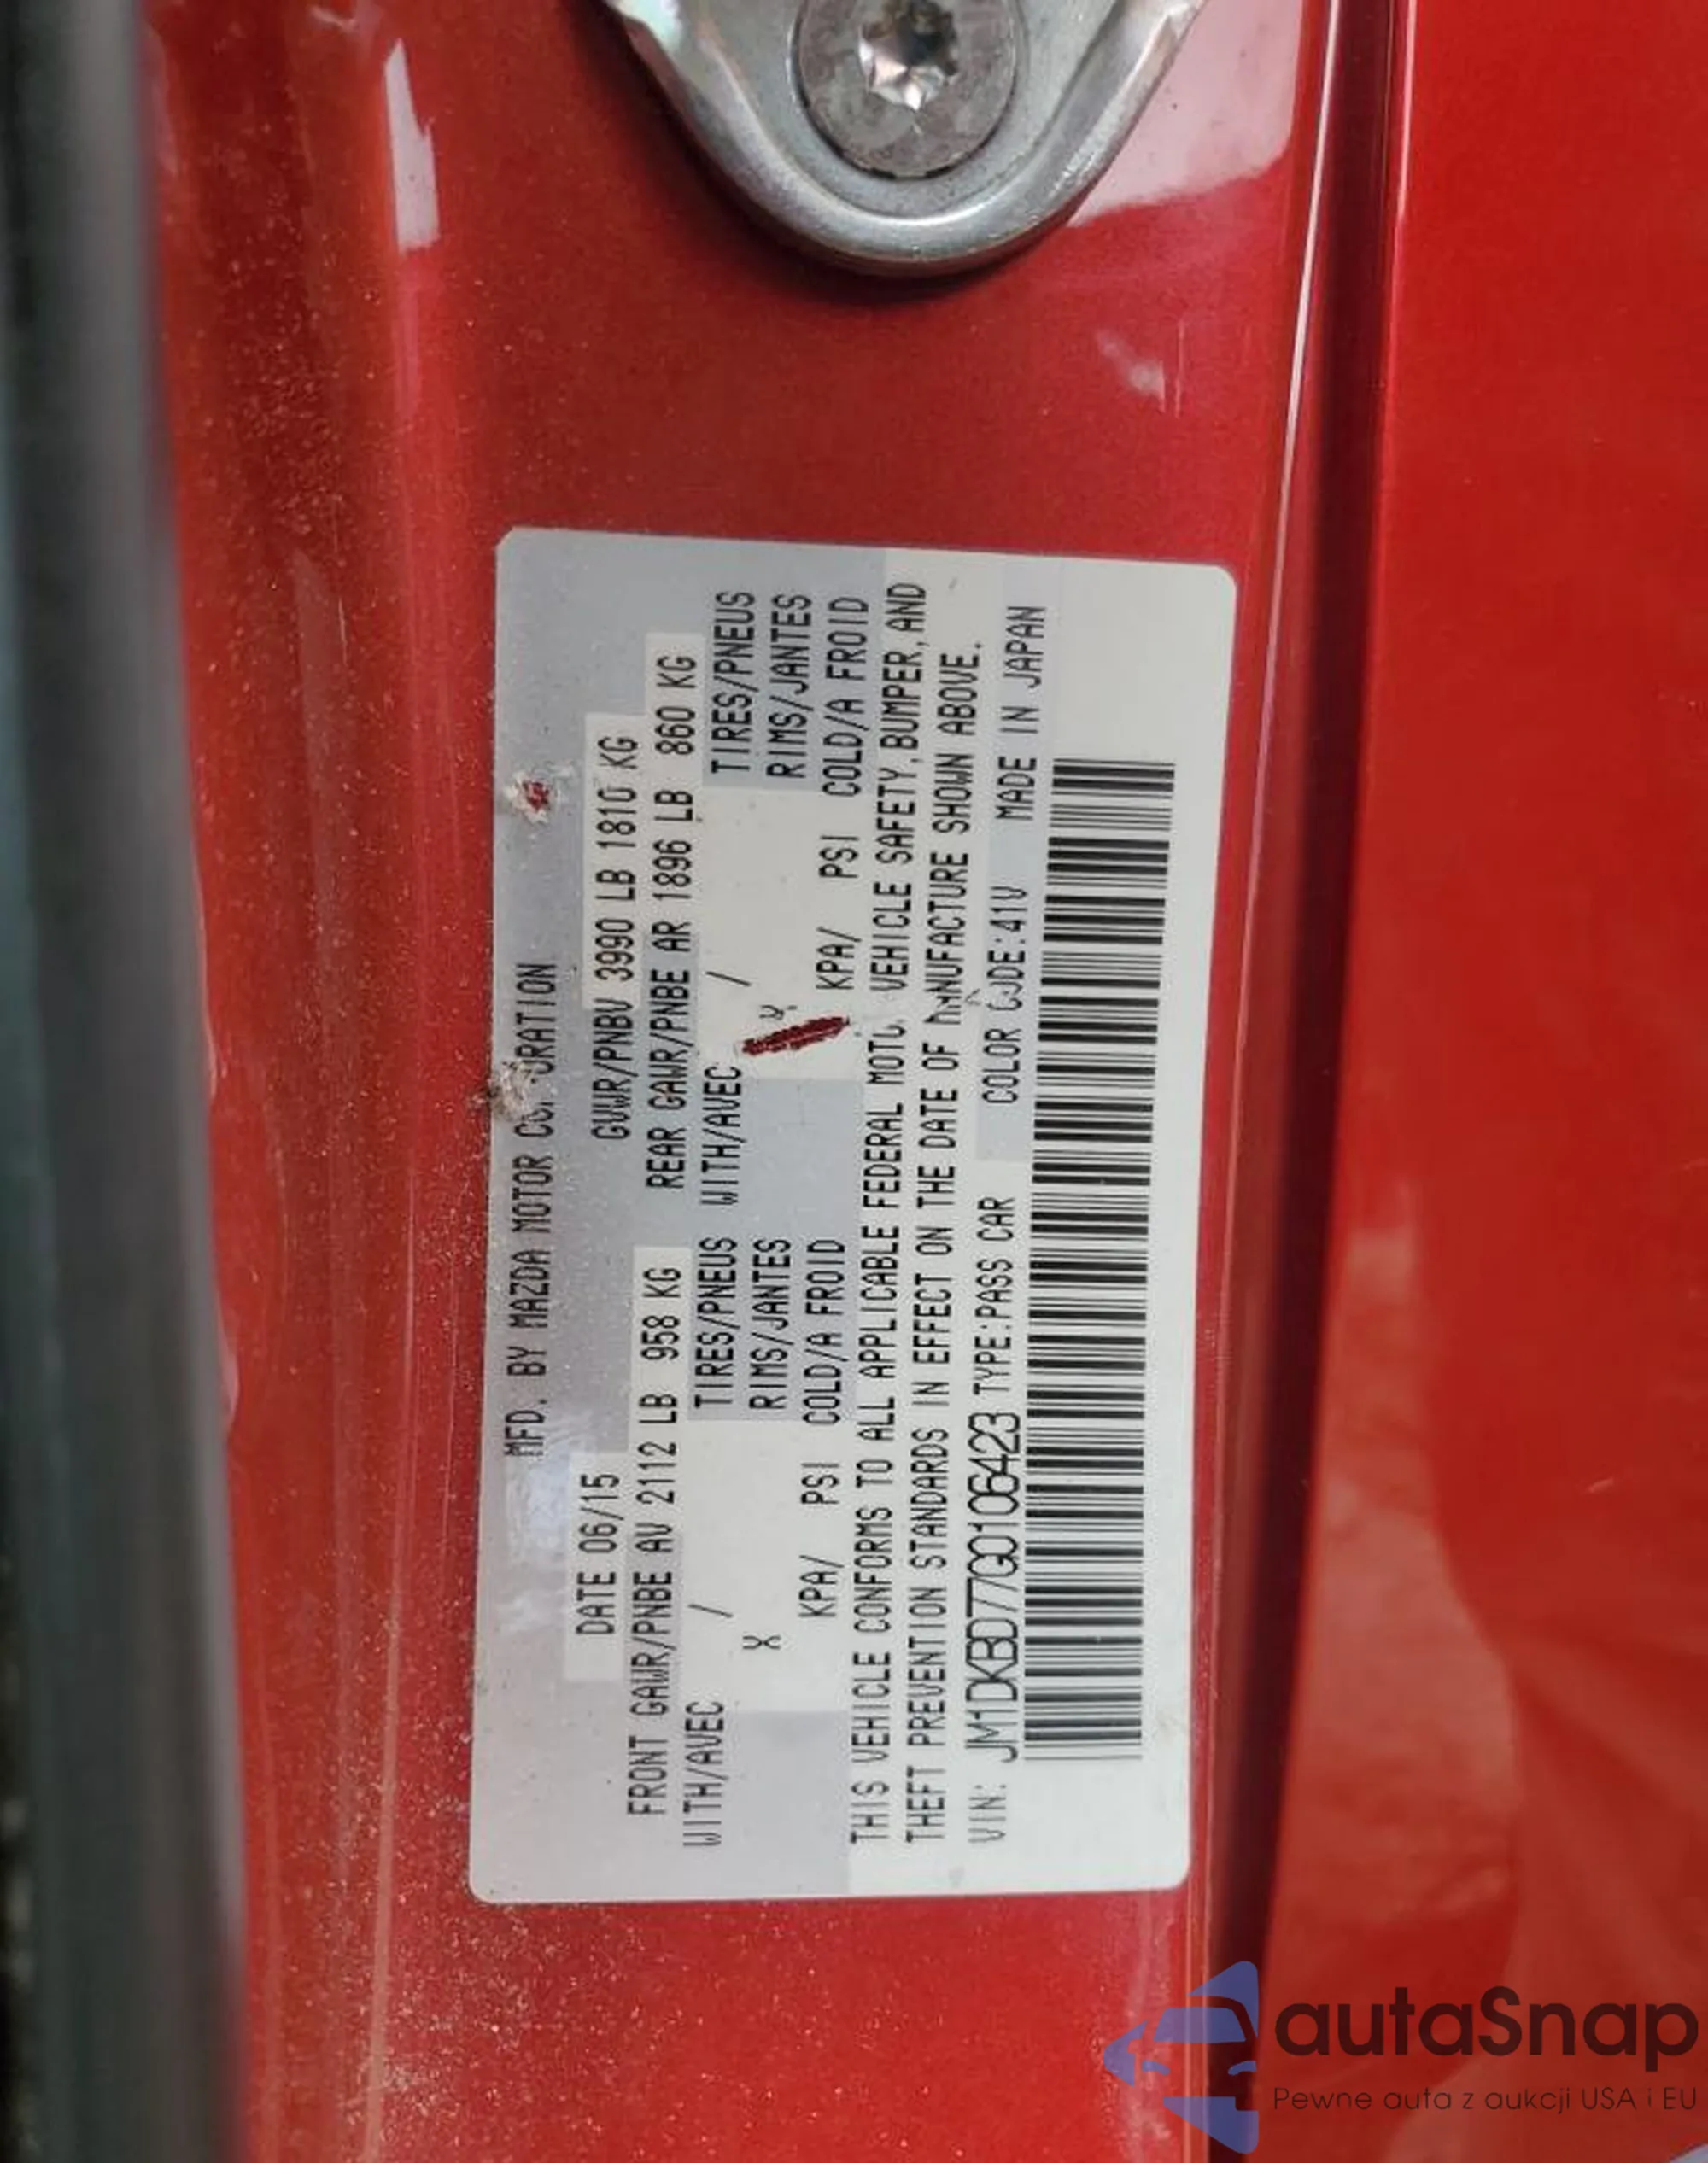 MFD. BY MAZDA MOTOR
DATE 06/15 GVWR/PNBV 3990 LB 1810 KG
FRONT GAWR/PNBE AV 2112 LB 958 KG REAR GAWR/PNBE AR 1896 LB 860 KG
WITH/AVEC / TIRES/PNEUS WITH/AVEC / TIRES/PNEUS
X RIMS/JANTES X RIMS/JANTES
KPA/ PSI COLD/A FROID KPA/ PSI COLD/A FROID
THIS VEHICLE CONFORMS TO ALL APPLICABLE FEDERAL VEHICLE SAFETY, BUMPER, AND
THEFT PREVENTION STANDARDS IN EFFECT ON THE DATE OF MANUFACTURE SHOWN ABOVE.
VIN: JM1DKBD77G0106423 TYPE:PASS CAR COLOR CODE:41V MADE IN JAPAN
autaSnap
Pewne auta z aukcji USA i EU